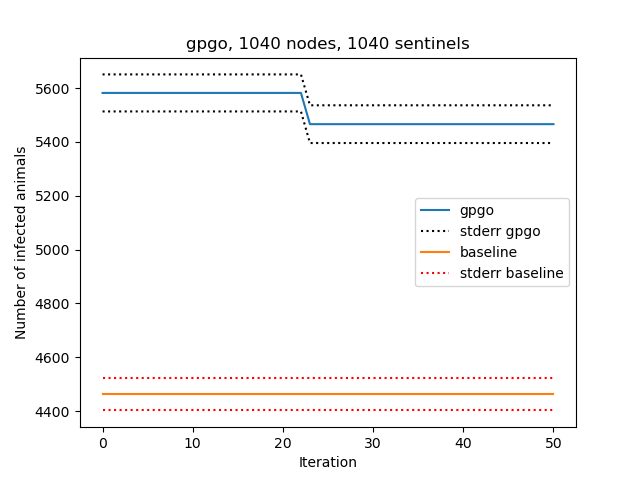 gpgo, 1040 nodes, 1040 sentinels
Number of infected animals
5600
5400
5200
5000
4800
4600
4400
gpgo
stderr gpgo
baseline
stderr baseline
0 10 20 30 40 50
Iteration